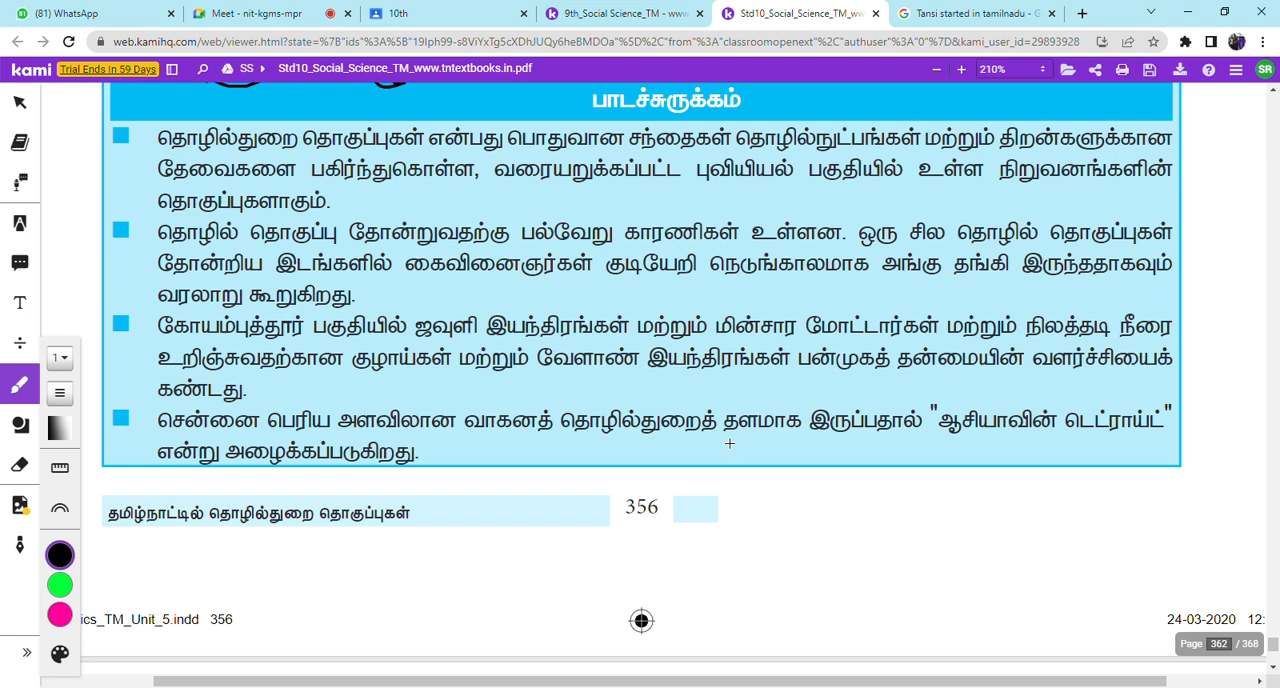 (81) WhatsApp
Meet - nit-kgms-mpr
10th
9th_Social Science_TM - www
Std10_Social_Science_TM_ww
Tansi started in tamilnadu - G
web.kamihq.com/web/viewer.html?state=%7B"ids"%3A%5B"19Iph99-s8ViYxTg5cXDhJUQy6heBMDOa"%5D%2C"from"%3A"classroomopennext"%2C"authuser"%3A"0"%7D&kami_user_id=29893928
kami Trial Ends In 59 Days SS Std10_Social_Science_TM_www.tntextbooks.in.pdf 210% SR
பாடச்சுருக்கம்
தொழில்துறை தொகுப்புகள் என்பது பொதுவான சந்தைகள் தொழில்நுட்பங்கள் மற்றும் திறன்களுக்கான
தேவைகளை பகிர்ந்துகொள்ள, வரையறுக்கப்பட்ட புவியியல் பகுதியில் உள்ள நிறுவனங்களின்
தொகுப்புகளாகும்.
தொழில் தொகுப்பு தோன்றுவதற்கு பல்வேறு காரணிகள் உள்ளன. ஒரு சில தொழில் தொகுப்புகள்
தோன்றிய இடங்களில் கைவினைஞர்கள் குடியேறி நெடுங்காலமாக அங்கு தங்கி இருந்ததாகவும்
வரலாறு கூறுகிறது.
கோயம்புத்தூர் பகுதியில் ஜவுளி இயந்திரங்கள் மற்றும் மின்சார மோட்டார்கள் மற்றும் நிலத்தடி நீரை
உறிஞ்சுவதற்கான குழாய்கள் மற்றும் வேளாண் இயந்திரங்கள் பன்முகத் தன்மையின் வளர்ச்சியைக்
கண்டது.
சென்னை பெரிய அளவிலான வாகனத் தொழில்துறைத் தளமாக இருப்பதால் "ஆசியாவின் டெட்ராய்ட்"
என்று அழைக்கப்படுகிறது.
தமிழ்நாட்டில் தொழில்துறை தொகுப்புகள் 356
ics_TM_Unit_5.indd 356
24-03-2020 12:
Page 362 / 368
1
T